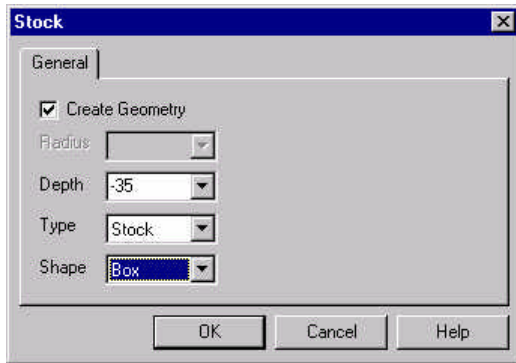 Stock
General
Create Geometry
Radius
Depth -35
Type Stock
Shape Box
OK Cancel Help